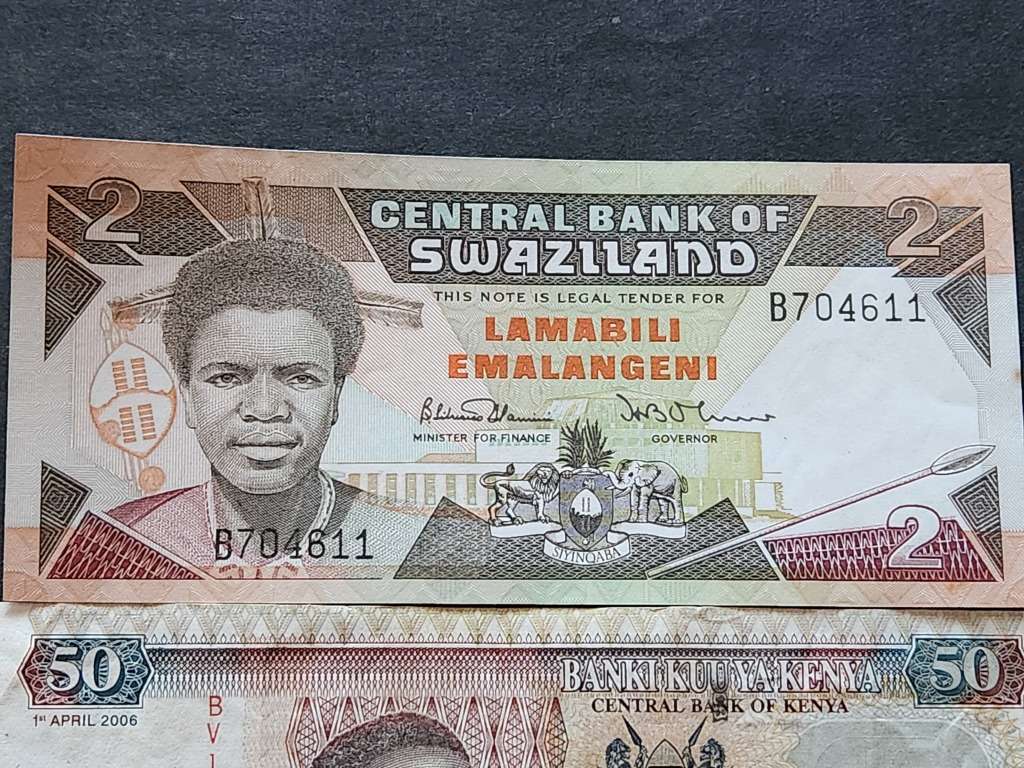 2
CENTRAL BANK OF
SWAZILAND
2
THIS NOTE IS LEGAL TENDER FOR
B704611
LAMABILI
EMALANGENI
MINISTER FOR FINANCE
GOVERNOR
B704611
SIYINQABA
2
50
BANKI KUU YA KENYA
50
1st APRIL 2006
CENTRAL BANK OF KENYA
B
V